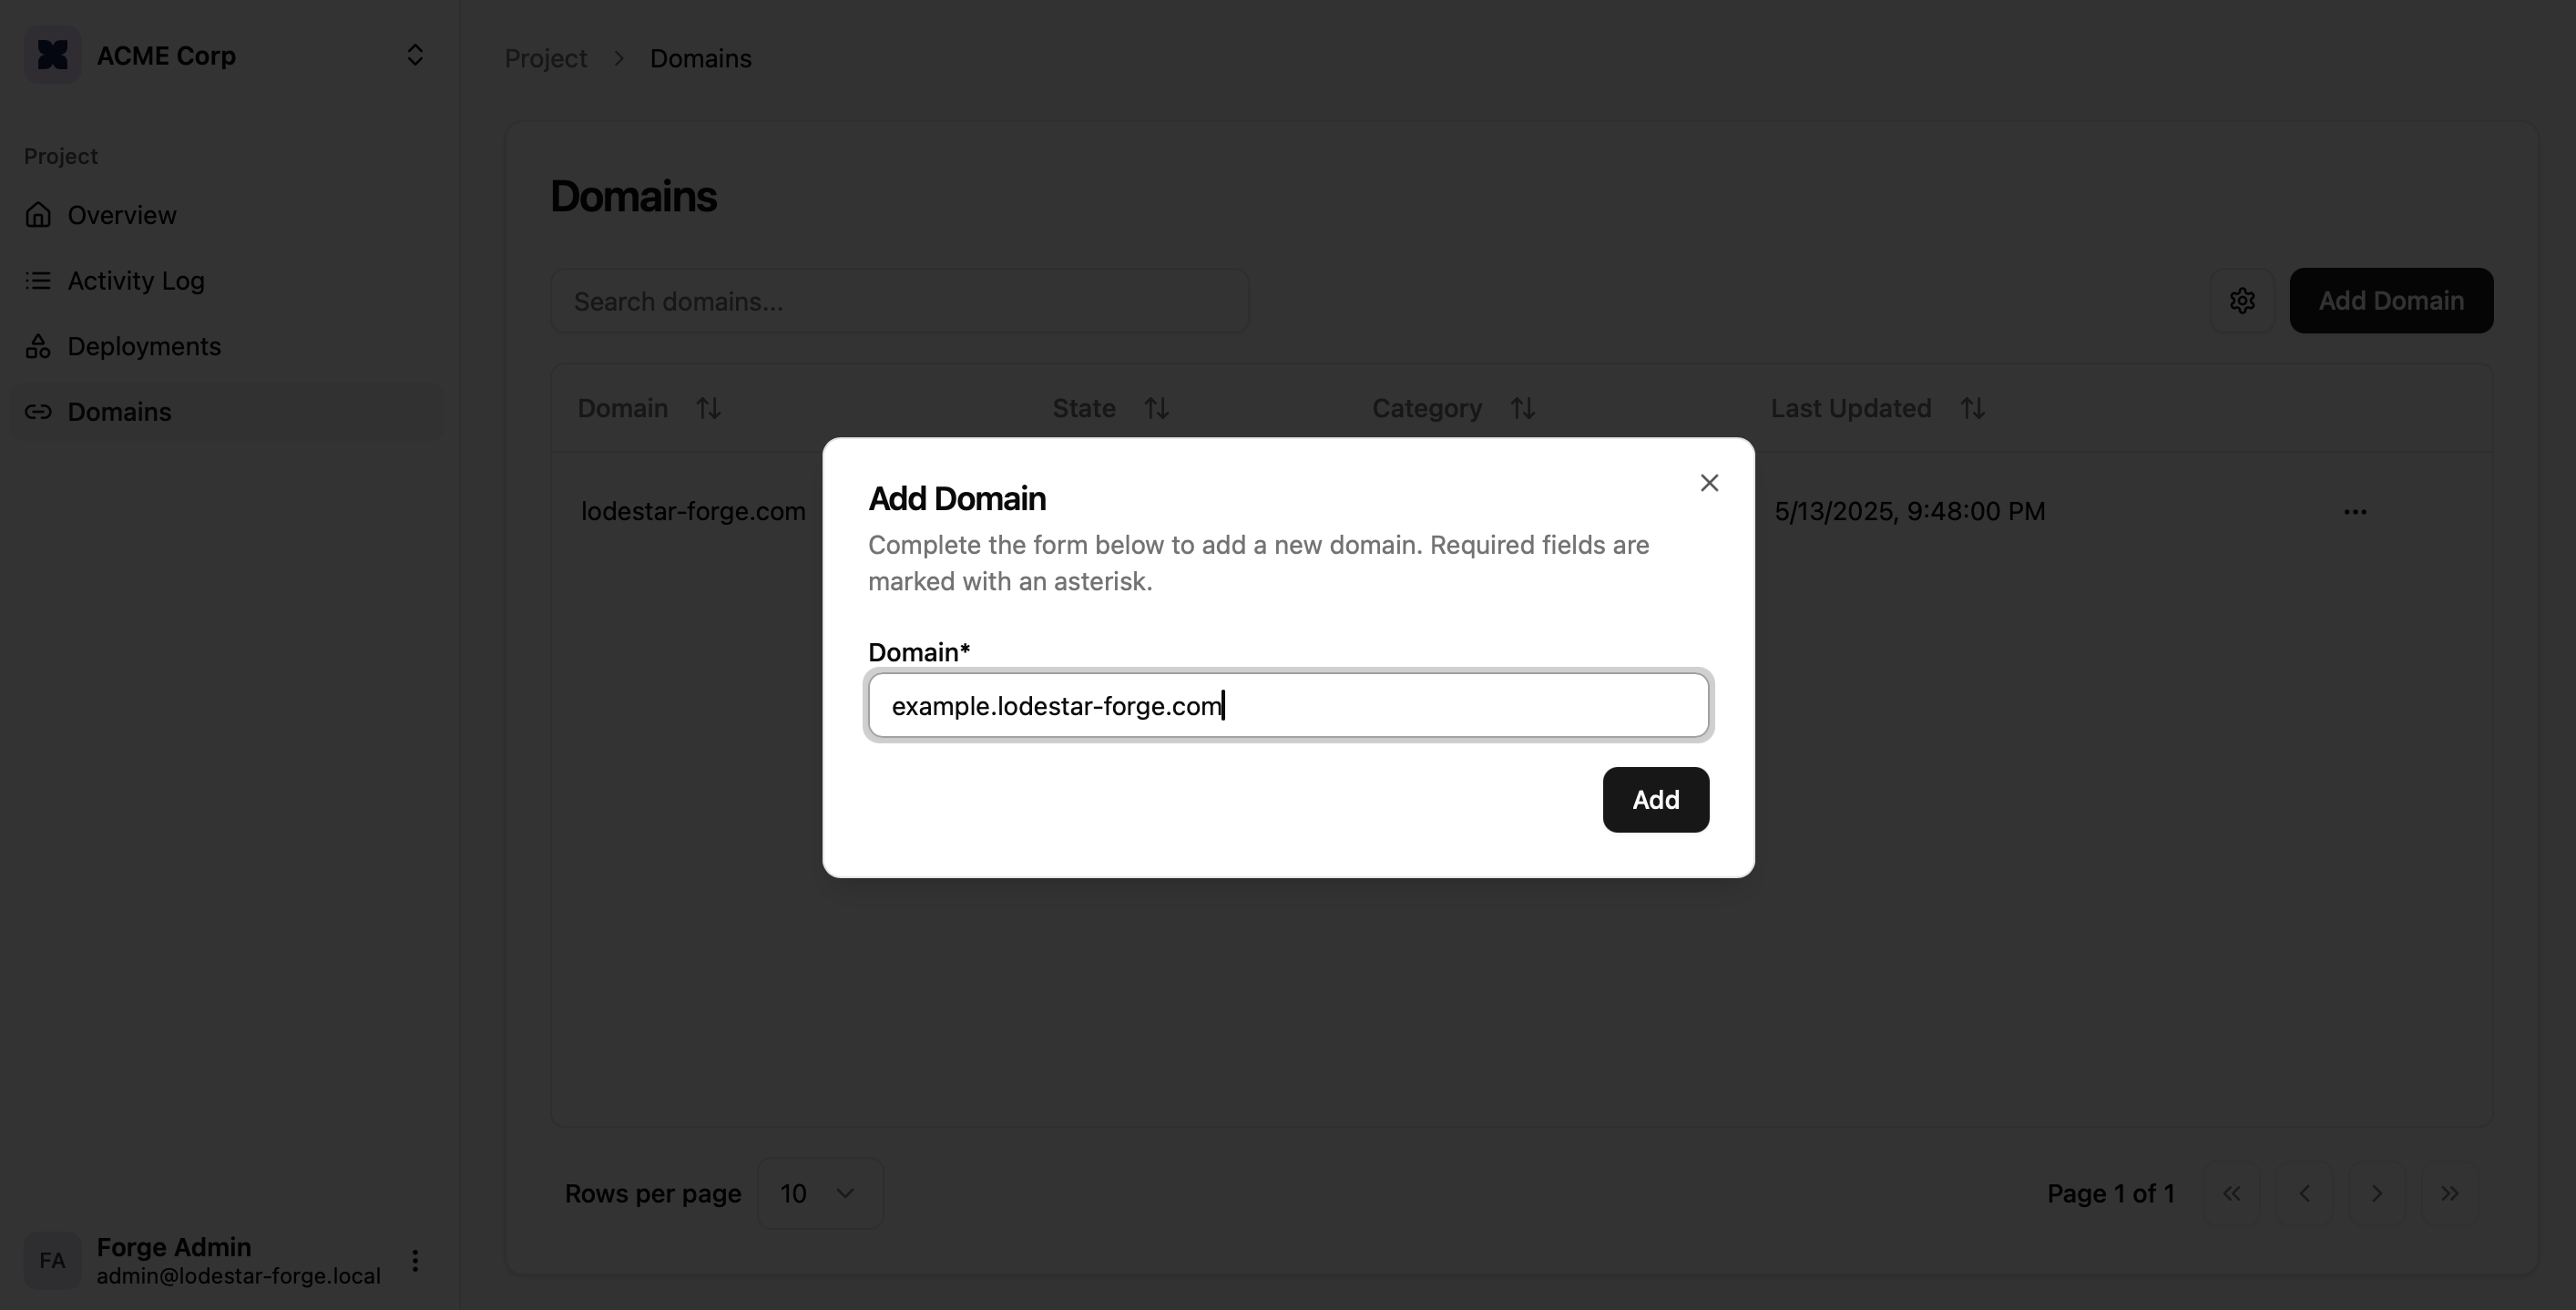 ACME Corp
Project
Overview
Activity Log
Deployments
Domains
FA
Forge Admin
admin@lodestar-forge.local
Project
Domains
Domains
Search domains...
Add Domain
Domain
State
Category
Last Updated
lodestar-forge.com
5/13/2025, 9:48:00 PM
Add Domain
Complete the form below to add a new domain. Required fields are
marked with an asterisk.
Domain*
example.lodestar-forge.com
Add
Rows per page
10
Page 1 of 1